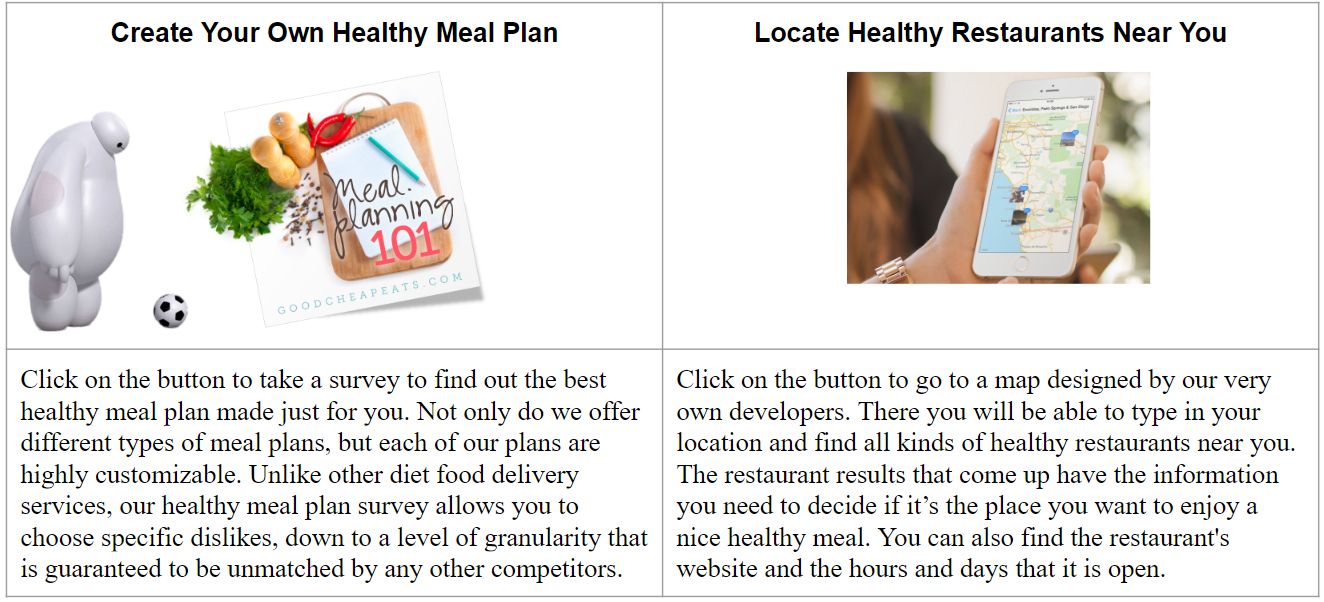 Create Your Own Healthy Meal Plan
Meal.
planning
101
GOODCHEAPEATS.COM
Click on the button to take a survey to find out the best
healthy meal plan made just for you. Not only do we offer
different types of meal plans, but each of our plans are
highly customizable. Unlike other diet food delivery
services, our healthy meal plan survey allows you to
choose specific dislikes, down to a level of granularity that
is guaranteed to be unmatched by any other competitors.
Locate Healthy Restaurants Near You
Click on the button to go to a map designed by our very
own developers. There you will be able to type in your
location and find all kinds of healthy restaurants near you.
The restaurant results that come up have the information
you need to decide if it’s the place you want to enjoy a
nice healthy meal. You can also find the restaurant's
website and the hours and days that it is open.